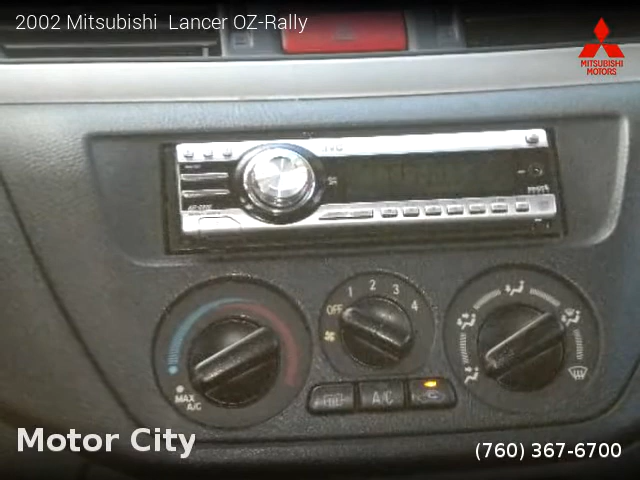 2002 Mitsubishi Lancer OZ-Rally
MITSUBISHI
MOTORS
JVC
1 2 3 4
OFF
MAX
A/C
A/C
Motor City
(760) 367-6700